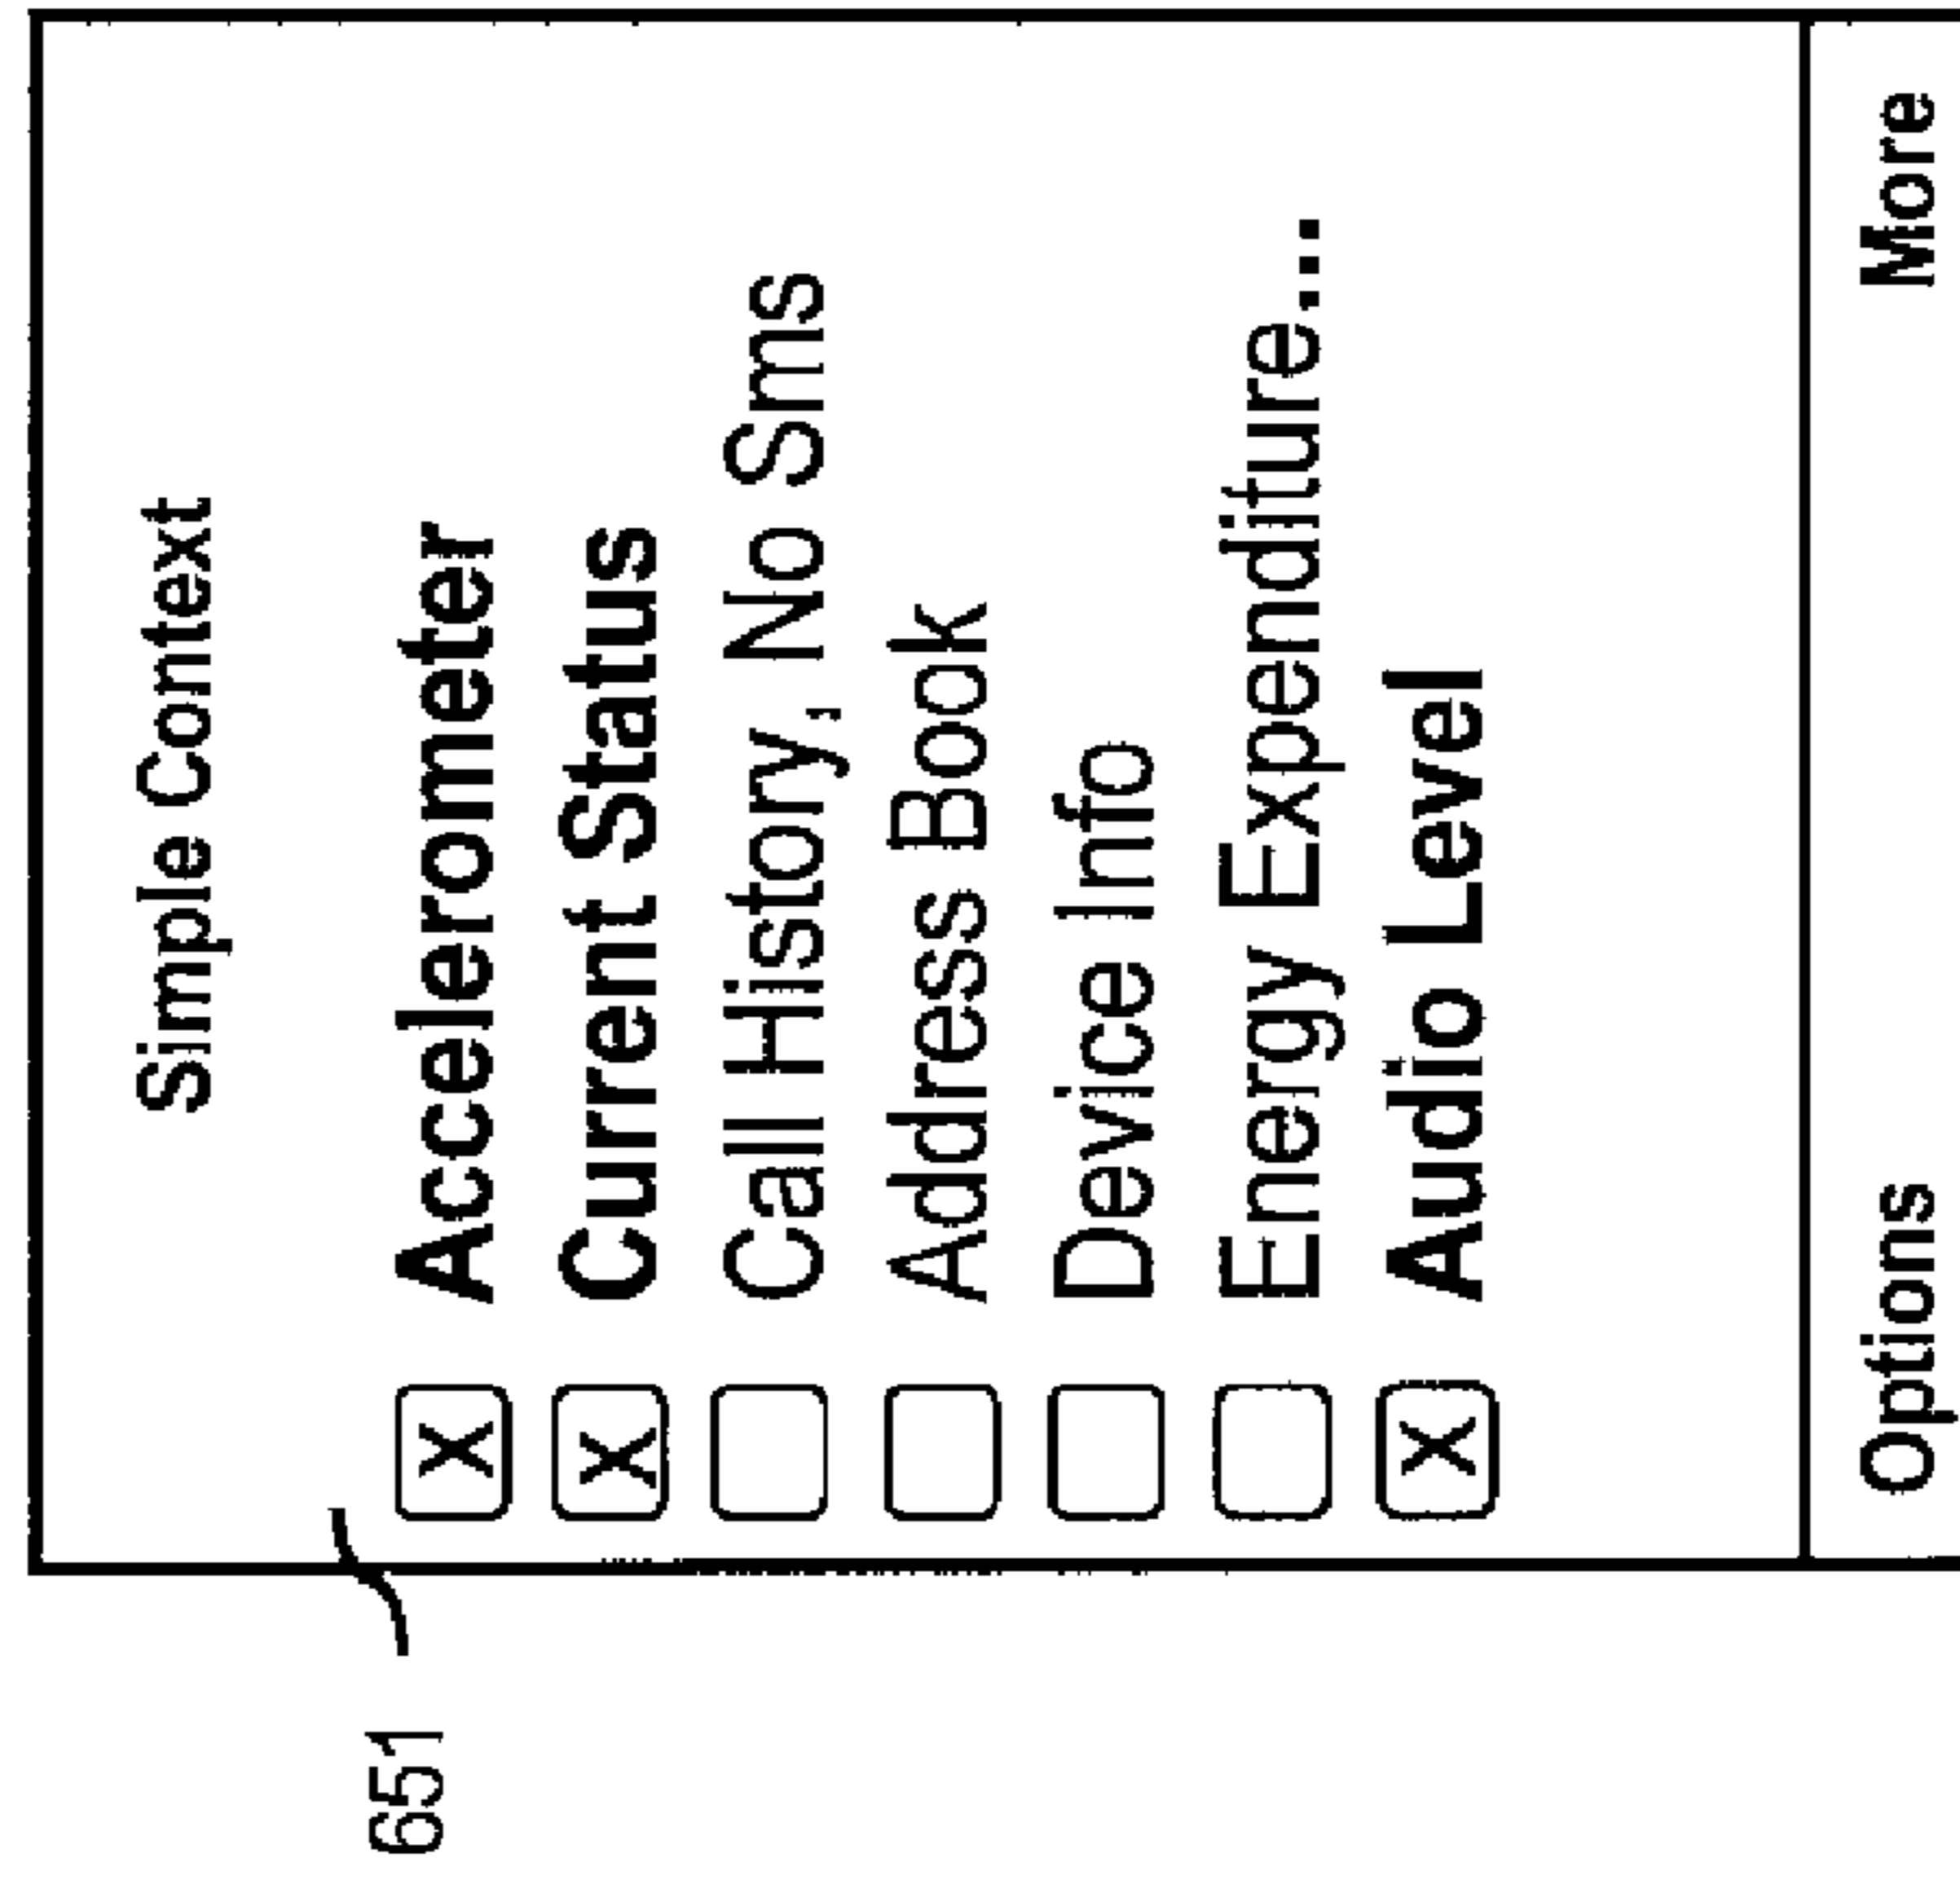 Simple Context
X Accelerometer
X Current Status
Call History, No Sms
Address Book
Device Info
Energy Expenditure...
X Audio Level
Options More
651